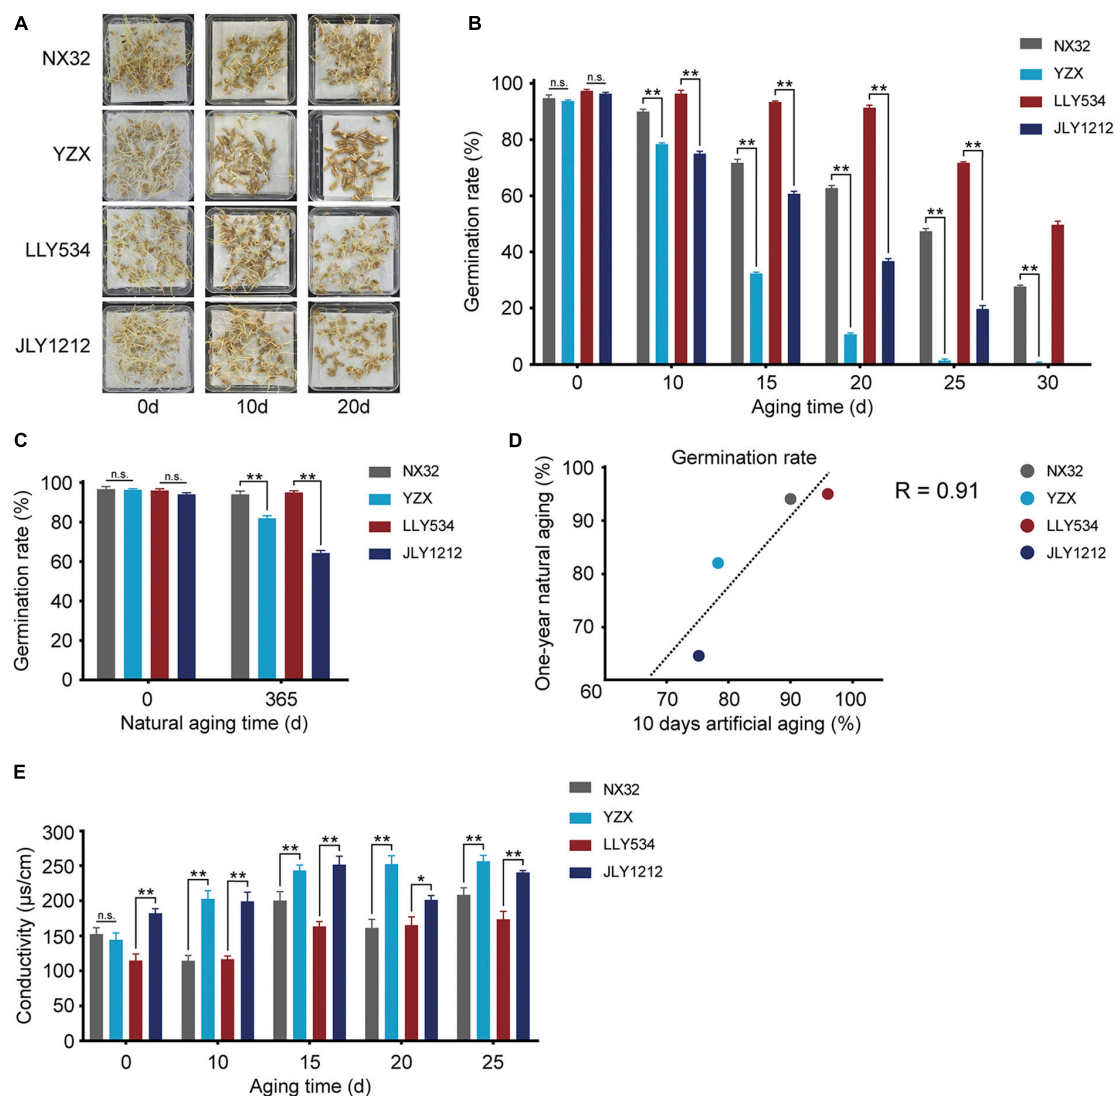 A
NX32
YZX
LLY534
JLY1212
0d 10d 20d
B
NX32
YZX
LLY534
JLY1212
Germination rate (%)
100
80
60
40
20
0
n.s. n.s.
** **
** **
** **
** **
**
0 10 15 20 25 30
Aging time (d)
C
NX32
YZX
LLY534
JLY1212
Germination rate (%)
100
80
60
40
20
0
n.s. n.s. ** **
0 365
Natural aging time (d)
D
Germination rate
R = 0.91
NX32
YZX
LLY534
JLY1212
One-year natural aging (%)
100
90
80
70
60
70 80 90 100
10 days artificial aging (%)
E
NX32
YZX
LLY534
JLY1212
Conductivity (μs/cm)
300
250
200
150
100
50
0
n.s. **
** **
** **
** *
** **
0 10 15 20 25
Aging time (d)